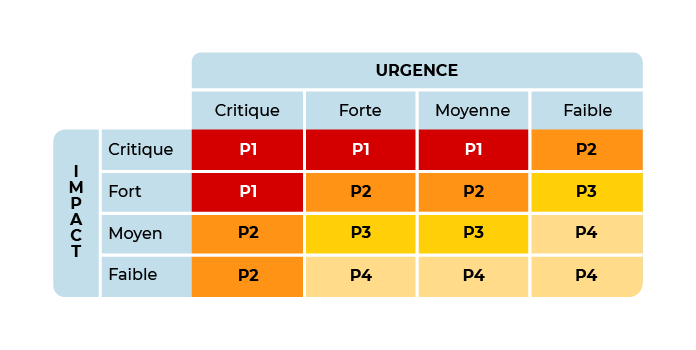 URGENCE
Critique Forte Moyenne Faible
IMPACT
Critique P1 P1 P1 P2
Fort P1 P2 P2 P3
Moyen P2 P3 P3 P4
Faible P2 P4 P4 P4